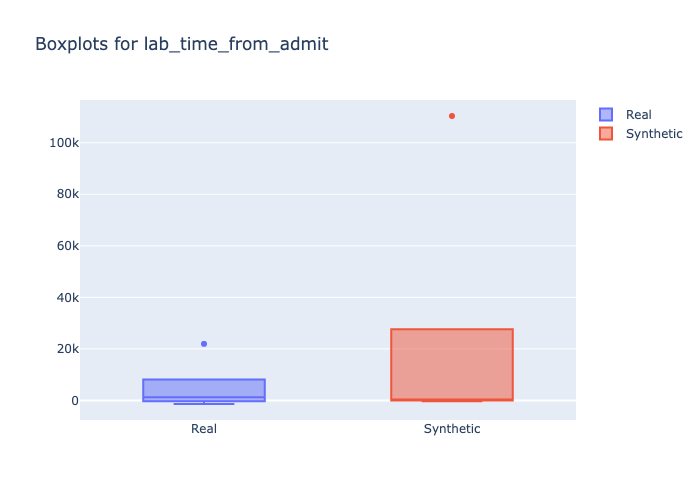 Boxplots for lab_time_from_admit
Real
Synthetic
100k
80k
60k
40k
20k
0
Real
Synthetic